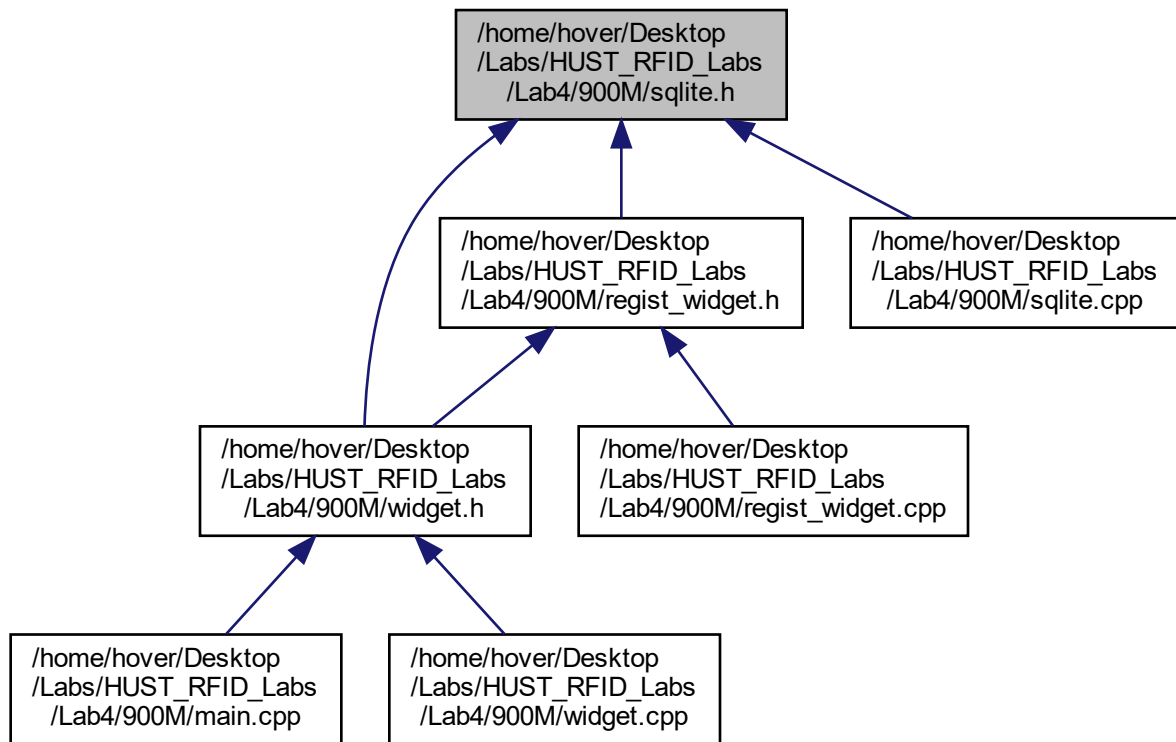 /home/hover/Desktop
/Labs/HUST_RFID_Labs
/Lab4/900M/sqlite.h
/home/hover/Desktop
/Labs/HUST_RFID_Labs
/Lab4/900M/regist_widget.h
/home/hover/Desktop
/Labs/HUST_RFID_Labs
/Lab4/900M/sqlite.cpp
/home/hover/Desktop
/Labs/HUST_RFID_Labs
/Lab4/900M/widget.h
/home/hover/Desktop
/Labs/HUST_RFID_Labs
/Lab4/900M/regist_widget.cpp
/home/hover/Desktop
/Labs/HUST_RFID_Labs
/Lab4/900M/main.cpp
/home/hover/Desktop
/Labs/HUST_RFID_Labs
/Lab4/900M/widget.cpp